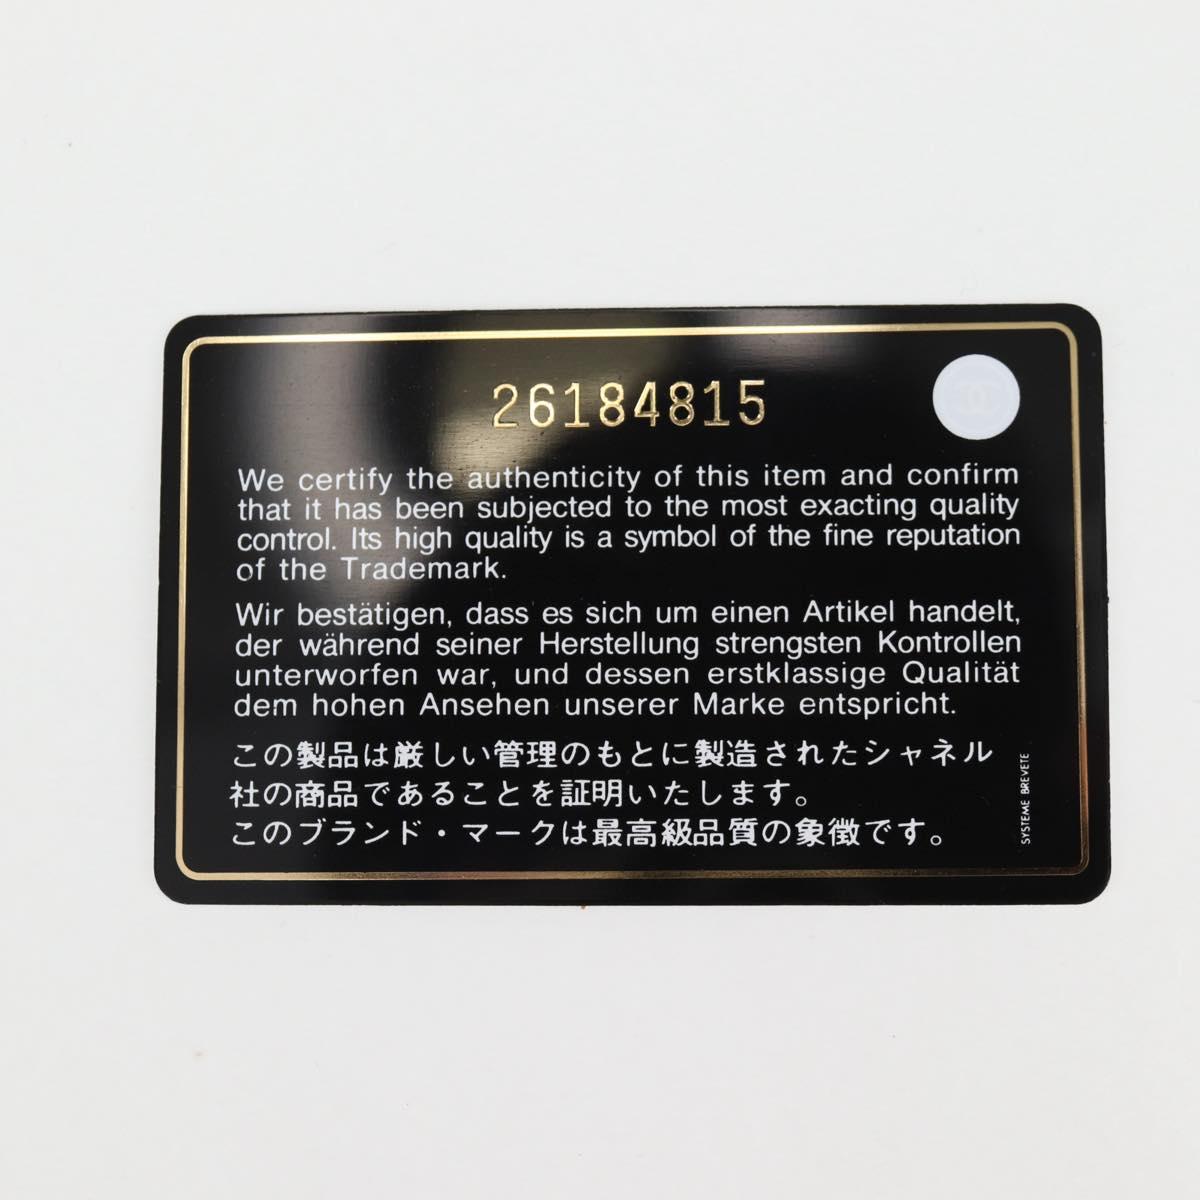 26184815
We certify the authenticity of this item and confirm
that it has been subjected to the most exacting quality
control. Its high quality is a symbol of the fine reputation
of the Trademark.
Wir bestätigen, dass es sich um einen Artikel handelt,
der während seiner Herstellung strengsten Kontrollen
unterworfen war, und dessen erstklassige Qualität
dem hohen Ansehen unserer Marke entspricht.
この製品は厳しい管理のもとに製造されたシャネル
社の商品であることを証明いたします。
このブランド・マークは最高級品質の象徴です。
SYSTEME BREVETE